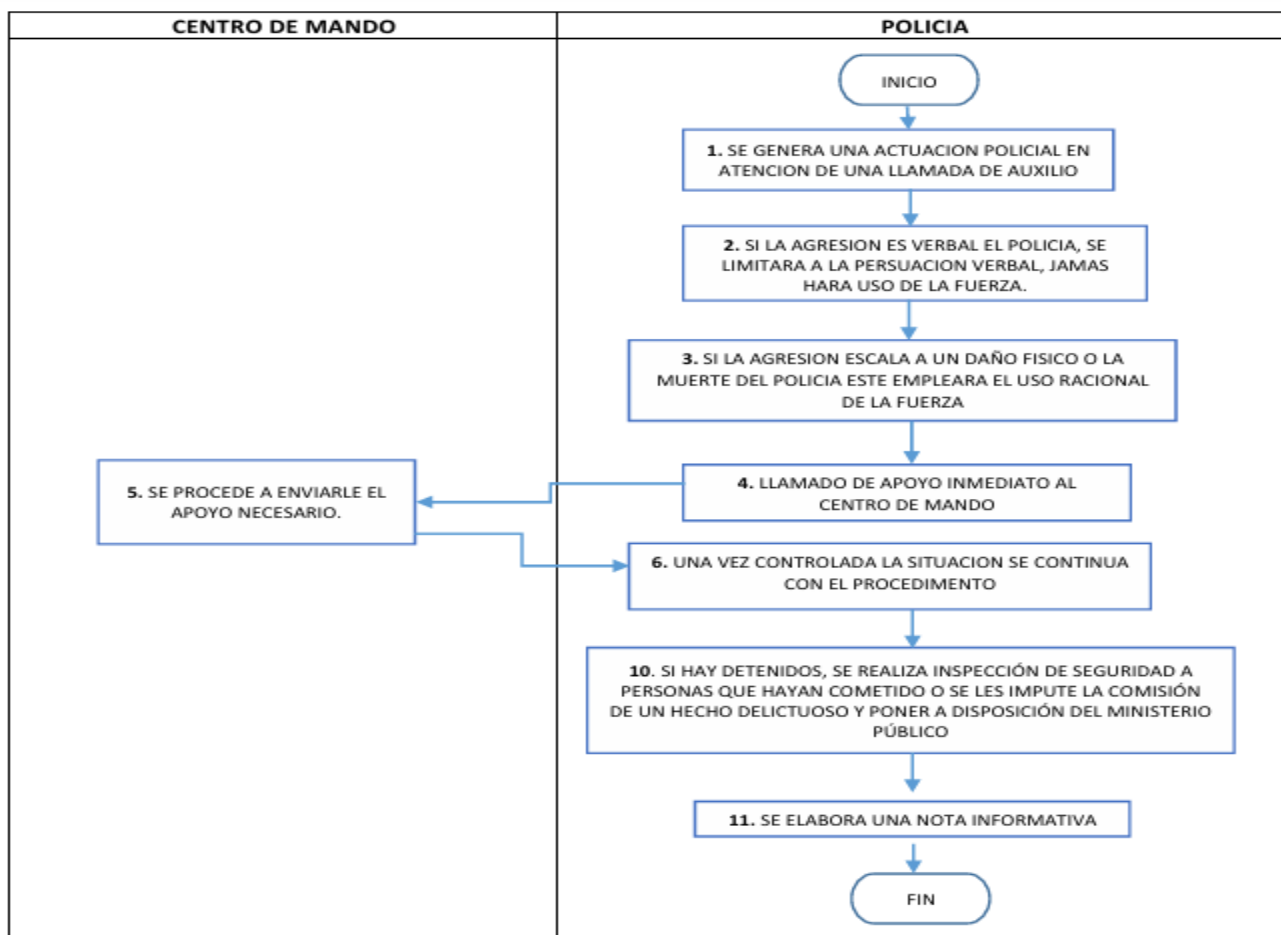 CENTRO DE MANDO
POLICIA
INICIO
1. SE GENERA UNA ACTUACION POLICIAL EN
ATENCION DE UNA LLAMADA DE AUXILIO
2. SI LA AGRESION ES VERBAL EL POLICIA, SE
LIMITARA A LA PERSUACION VERBAL, JAMAS
HARA USO DE LA FUERZA.
3. SI LA AGRESION ESCALA A UN DAÑO FISICO O LA
MUERTE DEL POLICIA ESTE EMPLEARA EL USO RACIONAL
DE LA FUERZA
4. LLAMADO DE APOYO INMEDIATO AL
CENTRO DE MANDO
5. SE PROCEDE A ENVIARLE EL
APOYO NECESARIO.
6. UNA VEZ CONTROLADA LA SITUACION SE CONTINUA
CON EL PROCEDIMENTO
10. SI HAY DETENIDOS, SE REALIZA INSPECCIÓN DE SEGURIDAD A
PERSONAS QUE HAYAN COMETIDO O SE LES IMPUTE LA COMISIÓN
DE UN HECHO DELICTUOSO Y PONER A DISPOSICIÓN DEL MINISTERIO
PÚBLICO
11. SE ELABORA UNA NOTA INFORMATIVA
FIN